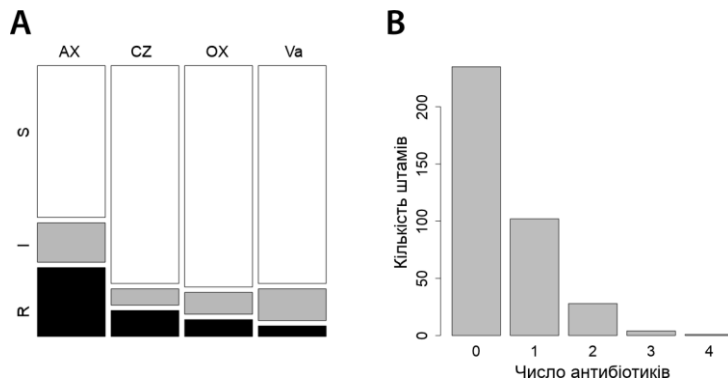 A
AX CZ OX Va
S
I
R
B
Кількість штамів
200
150
100
50
0
0 1 2 3 4
Число антибіотиків